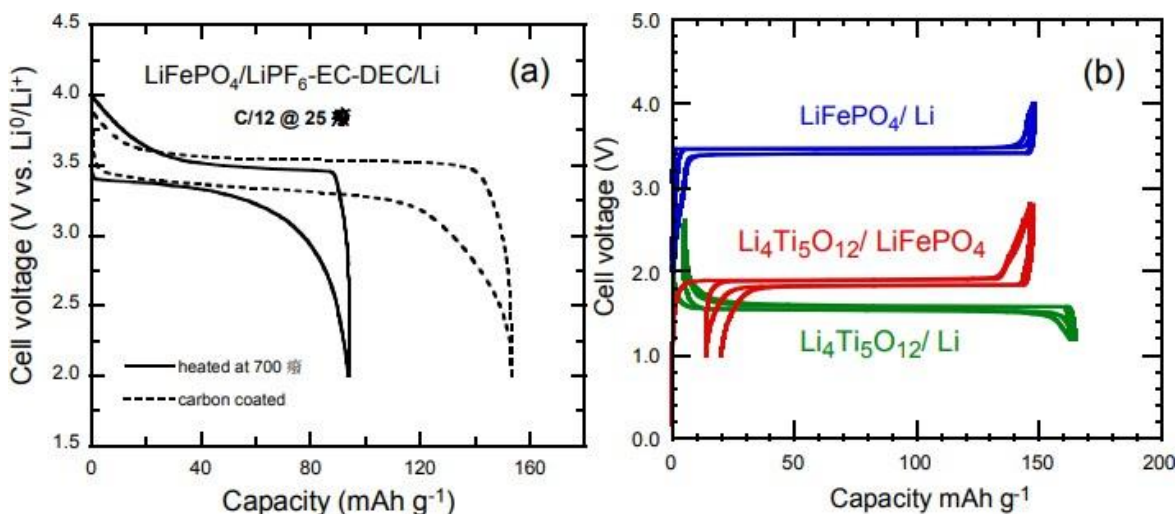 (a)
LiFePO4/LiPF6-EC-DEC/Li
C/12 @ 25 癈
heated at 700 癈
carbon coated
Cell voltage (V vs. Li0/Li+)
4.5
4.0
3.5
3.0
2.5
2.0
1.5
0
40
80
120
160
Capacity (mAh g-1)
(b)
LiFePO4/ Li
Li4Ti5O12/ LiFePO4
Li4Ti5O12/ Li
Cell voltage (V)
5.0
4.0
3.0
2.0
1.0
0.0
0
50
100
150
200
Capacity mAh g-1